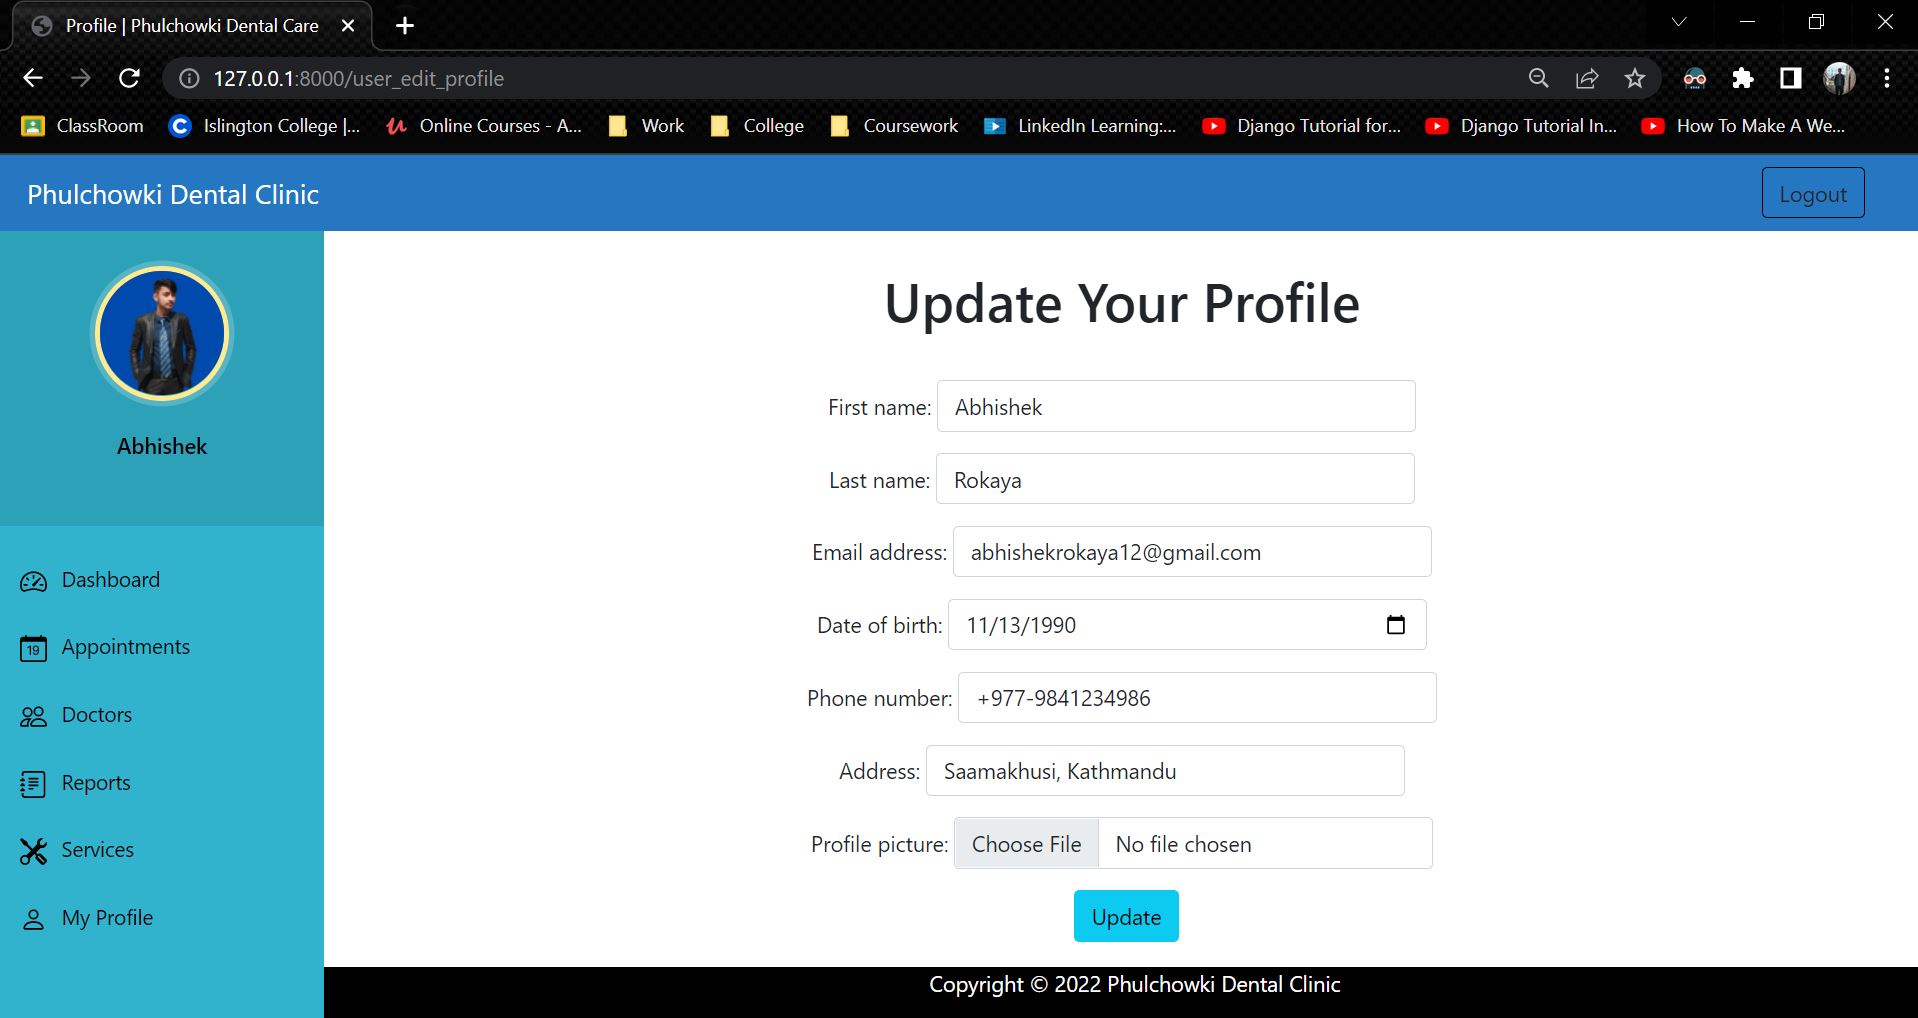 Profile | Phulchowki Dental Care
127.0.0.1:8000/user_edit_profile
ClassRoom Islington College |... Online Courses - A... Work College Coursework LinkedIn Learning:... Django Tutorial for... Django Tutorial In... How To Make A We...
Phulchowki Dental Clinic Logout
Abhishek
Dashboard
19 Appointments
Doctors
Reports
Services
My Profile
Update Your Profile
First name: Abhishek
Last name: Rokaya
Email address: abhishekrokaya12@gmail.com
Date of birth: 11/13/1990
Phone number: +977-9841234986
Address: Saamakhusi, Kathmandu
Profile picture: Choose File No file chosen
Update
Copyright © 2022 Phulchowki Dental Clinic